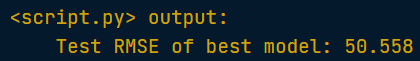 <script.py> output:
Test RMSE of best model: 50.558